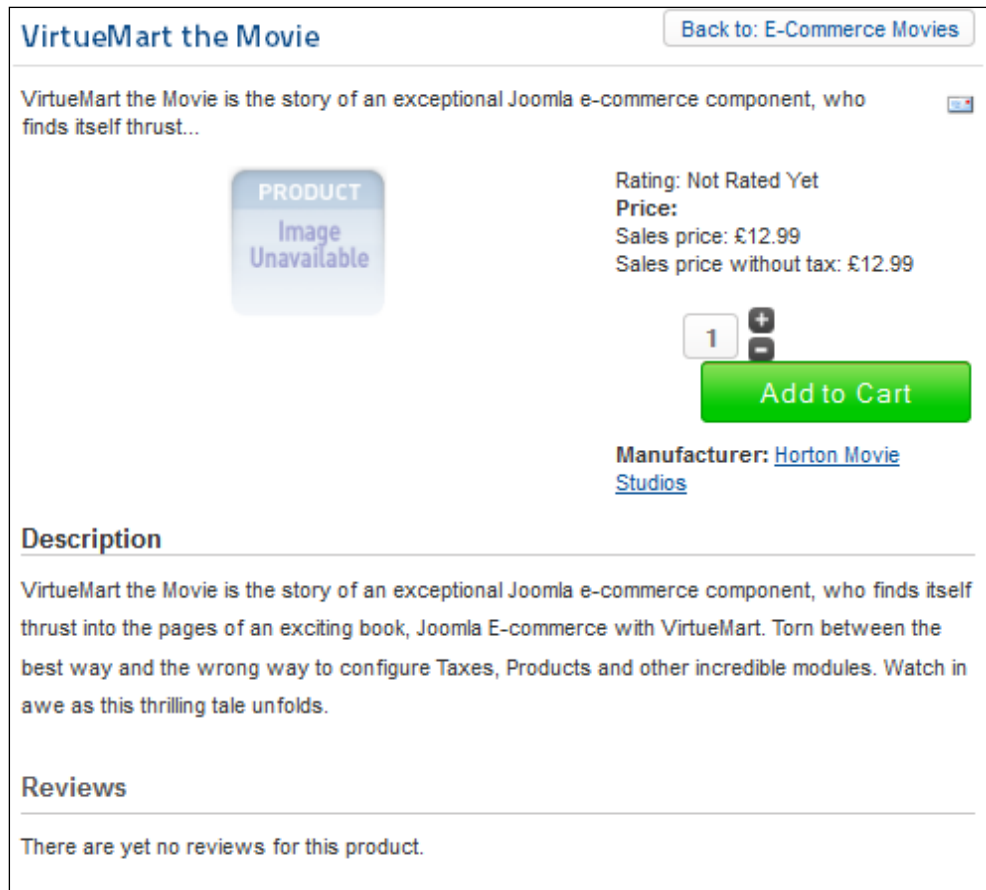 VirtueMart the Movie
Back to: E-Commerce Movies
VirtueMart the Movie is the story of an exceptional Joomla e-commerce component, who
finds itself thrust...
PRODUCT
Image
Unavailable
Rating: Not Rated Yet
Price:
Sales price: £12.99
Sales price without tax: £12.99
1
+
-
Add to Cart
Manufacturer: Horton Movie
Studios
Description
VirtueMart the Movie is the story of an exceptional Joomla e-commerce component, who finds itself
thrust into the pages of an exciting book, Joomla E-commerce with VirtueMart. Torn between the
best way and the wrong way to configure Taxes, Products and other incredible modules. Watch in
awe as this thrilling tale unfolds.
Reviews
There are yet no reviews for this product.